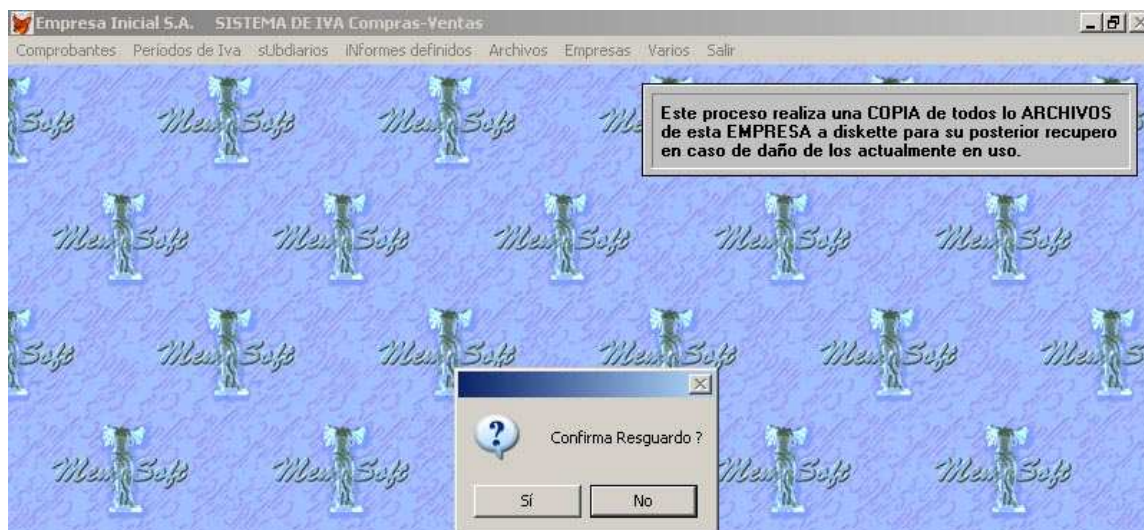 Empresa Inicial S.A. SISTEMA DE IVA Compras-Ventas
Comprobantes Períodos de Iva sUbdiarios iNformes definidos Archivos Empresas Varios Salir
Este proceso realiza una COPIA de todos lo ARCHIVOS
de esta EMPRESA a diskette para su posterior recupero
en caso de daño de los actualmente en uso.
Confirma Resguardo ?
Sí No